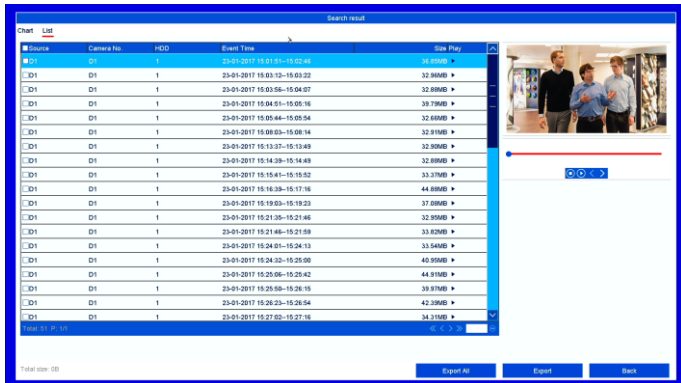 Search result
Chart List
Source Camera No. HDD Event Time Size Play
D1 D1 1 23-01-2017 15:01:51--15:02:46 36.85MB
D1 D1 1 23-01-2017 15:03:12--15:03:22 32.96MB
D1 D1 1 23-01-2017 15:03:56--15:04:07 32.88MB
D1 D1 1 23-01-2017 15:04:51--15:05:16 39.79MB
D1 D1 1 23-01-2017 15:05:44--15:05:54 32.66MB
D1 D1 1 23-01-2017 15:08:03--15:08:14 32.91MB
D1 D1 1 23-01-2017 15:13:37--15:13:49 32.90MB
D1 D1 1 23-01-2017 15:14:39--15:14:49 32.88MB
D1 D1 1 23-01-2017 15:15:41--15:15:52 33.37MB
D1 D1 1 23-01-2017 15:16:39--15:17:16 44.89MB
D1 D1 1 23-01-2017 15:19:03--15:19:23 37.08MB
D1 D1 1 23-01-2017 15:21:35--15:21:46 32.95MB
D1 D1 1 23-01-2017 15:21:46--15:21:59 33.82MB
D1 D1 1 23-01-2017 15:24:01--15:24:13 33.54MB
D1 D1 1 23-01-2017 15:24:32--15:25:00 40.95MB
D1 D1 1 23-01-2017 15:25:06--15:25:42 44.91MB
D1 D1 1 23-01-2017 15:25:50--15:26:15 39.97MB
D1 D1 1 23-01-2017 15:26:23--15:26:54 42.39MB
D1 D1 1 23-01-2017 15:27:02--15:27:16 34.31MB
Total: 51 P: 1/1
Total size: 0B
Export All Export Back